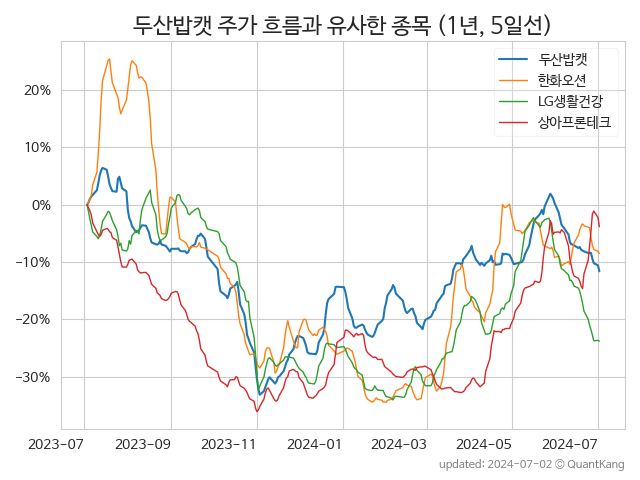 두산밥캣 주가 흐름과 유사한 종목 (1년, 5일선)
두산밥캣
한화오션
LG생활건강
상아프론테크
20%
10%
0%
−10%
−20%
−30%
2023-07 2023-09 2023-11 2024-01 2024-03 2024-05 2024-07
updated: 2024-07-02 © QuantKang